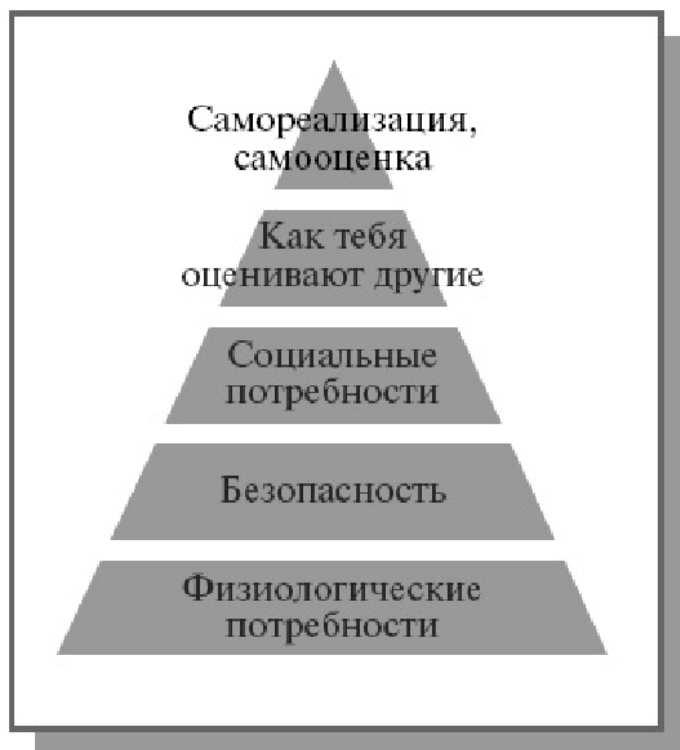 Самореализация,
самооценка
Как тебя
оценивают другие
Социальные
потребности
Безопасность
Физиологические
потребности